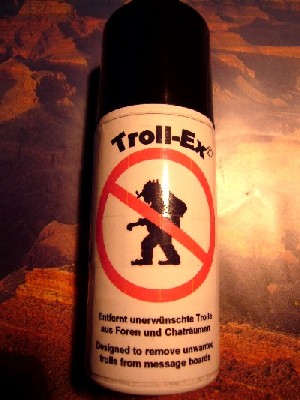 Troll-Ex©
Entfernt unerwünschte Trolls
aus Foren und Chaträumen
Designed to remove unwanted
trolls from message boards